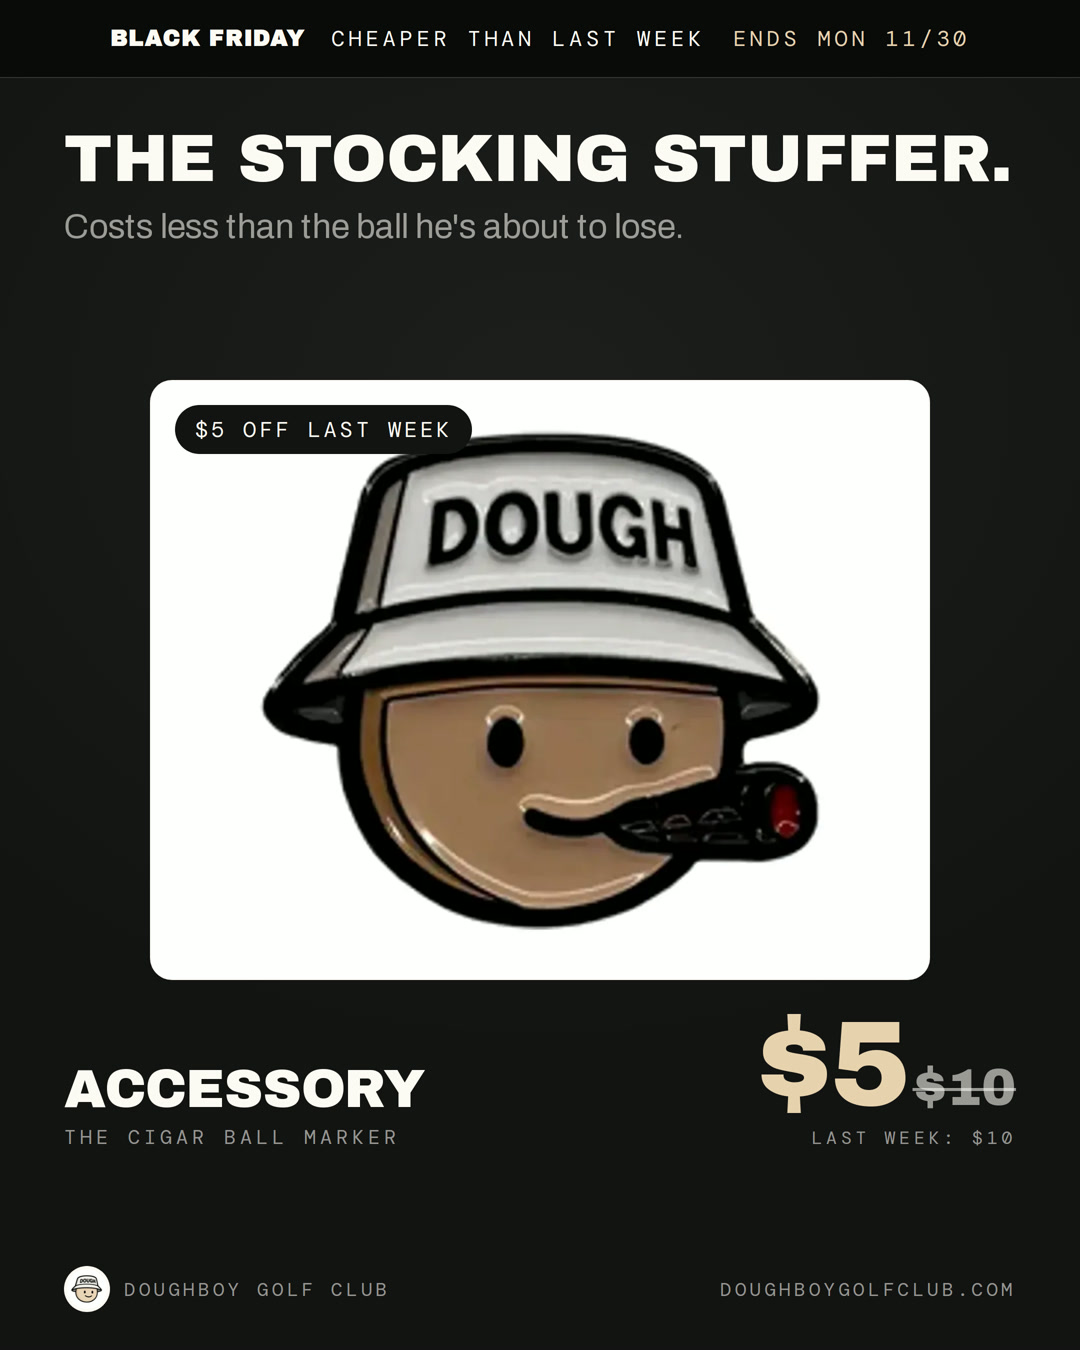 BLACK FRIDAY CHEAPER THAN LAST WEEK ENDS MON 11/30
THE STOCKING STUFFER.
Costs less than the ball he's about to lose.
$5 OFF LAST WEEK
DOUGH
ACCESSORY
THE CIGAR BALL MARKER
$5 $10
LAST WEEK: $10
DOUGH
DOUGHBOY GOLF CLUB
DOUGHBOYGOLFCLUB.COM